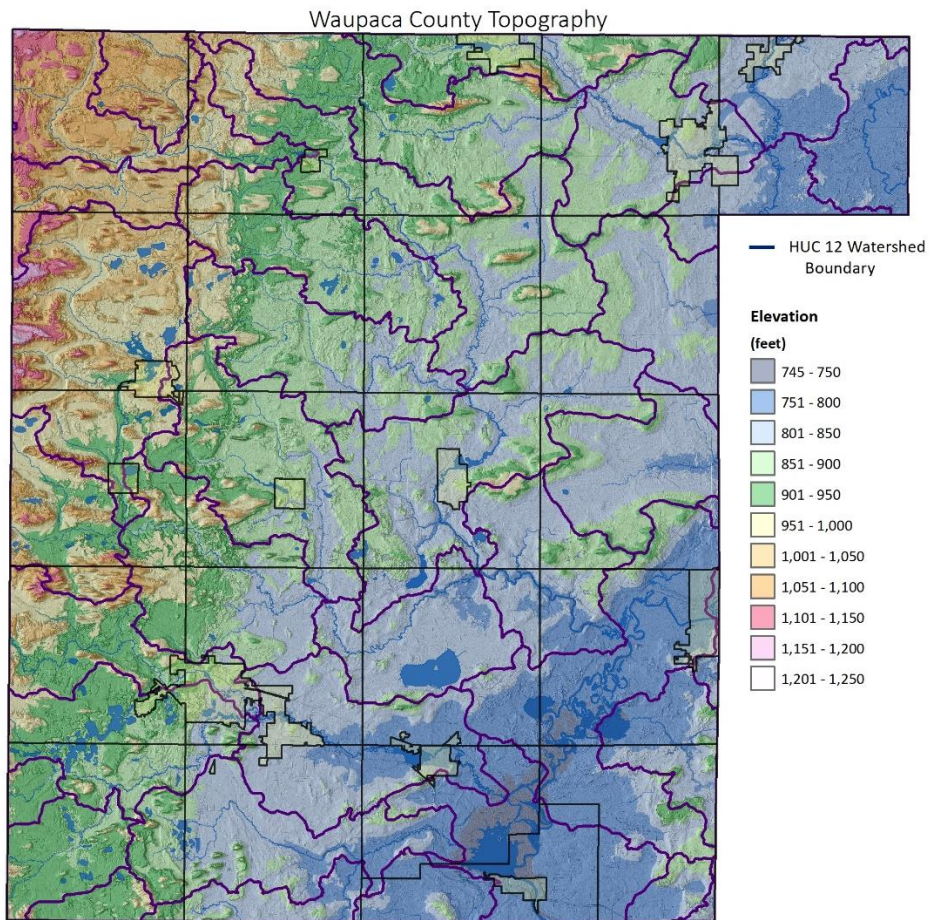 Waupaca County Topography
HUC 12 Watershed
Boundary
Elevation
(feet)
745 - 750
751 - 800
801 - 850
851 - 900
901 - 950
951 - 1,000
1,001 - 1,050
1,051 - 1,100
1,101 - 1,150
1,151 - 1,200
1,201 - 1,250